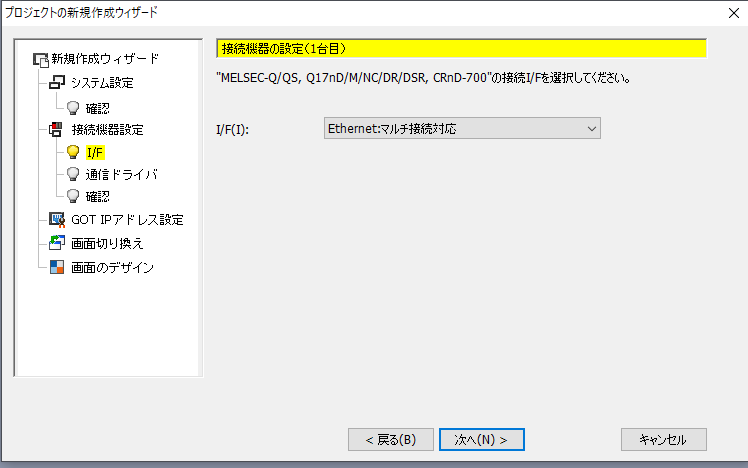 プロジェクトの新規作成ウィザード
新規作成ウィザード
システム設定
確認
接続機器設定
I/F
通信ドライバ
確認
GOT IPアドレス設定
画面切り換え
画面のデザイン
接続機器の設定(1台目)
"MELSEC-Q/QS, Q17nD/M/NC/DR/DSR, CRnD-700"の接続I/Fを選択してください。
I/F(I): Ethernet:マルチ接続対応
< 戻る(B) 次へ(N) > キャンセル